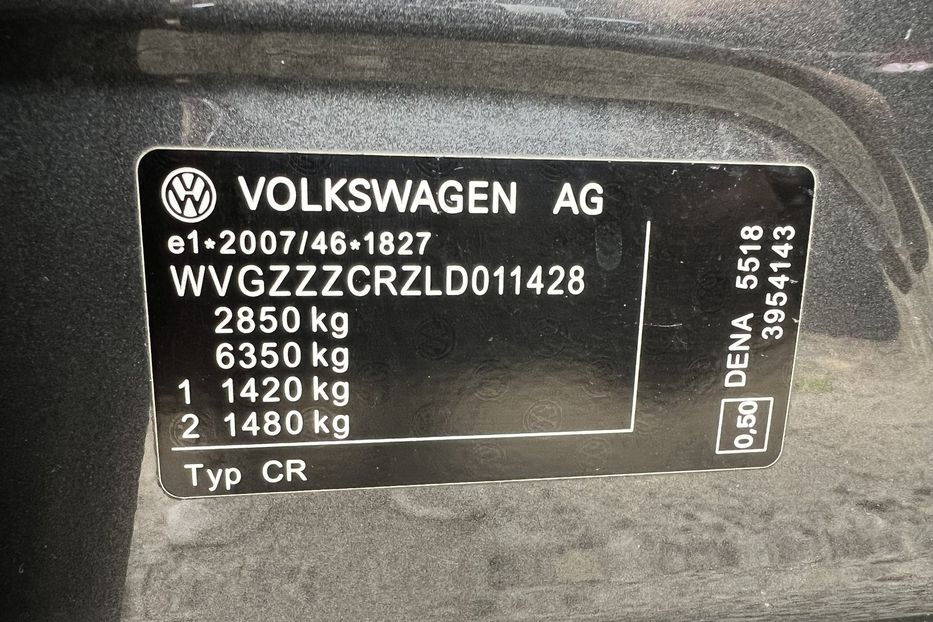 VOLKSWAGEN AG
e1*2007/46*1827
WVGZZZCRZLD011428
2850 kg
6350 kg
1 1420 kg
2 1480 kg
Typ CR
0,50 DENA 5518
3954143